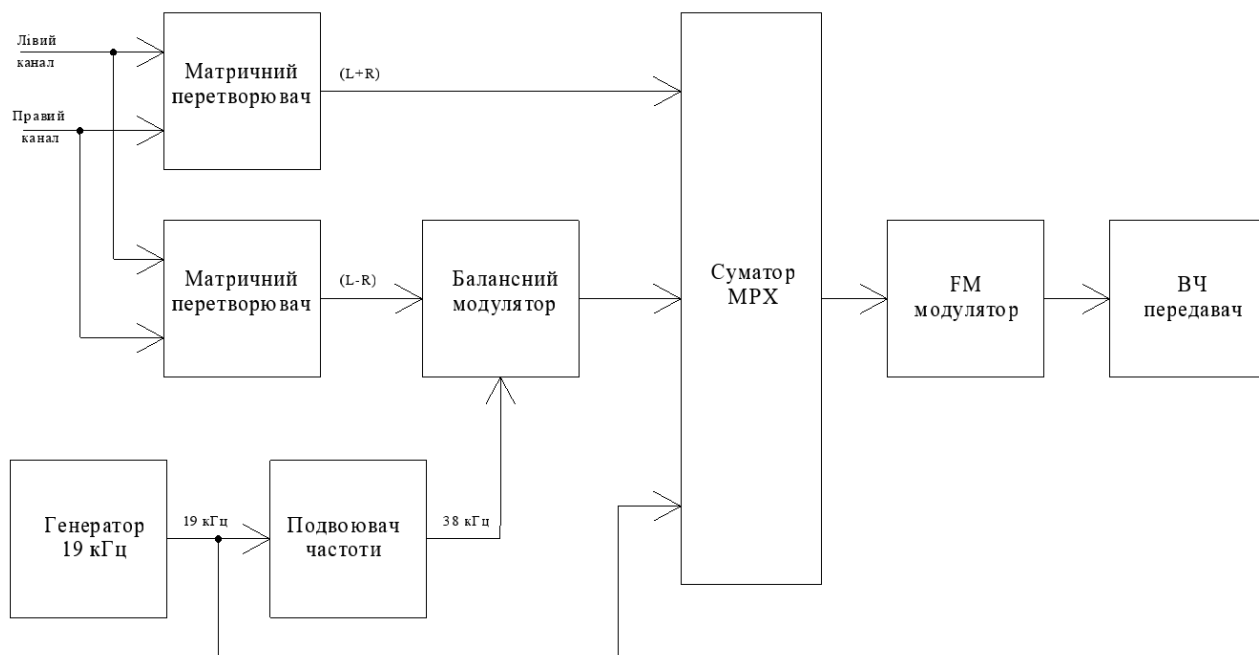 Лівий
канал
Правий
канал
Матричний
перетворювач
(L+R)
Матричний
перетворювач
(L-R)
Балансний
модулятор
Суматор
MPX
FM
модулятор
ВЧ
передавач
Генератор
19 кГц
19 кГц
Подвоювач
частоти
38 кГц